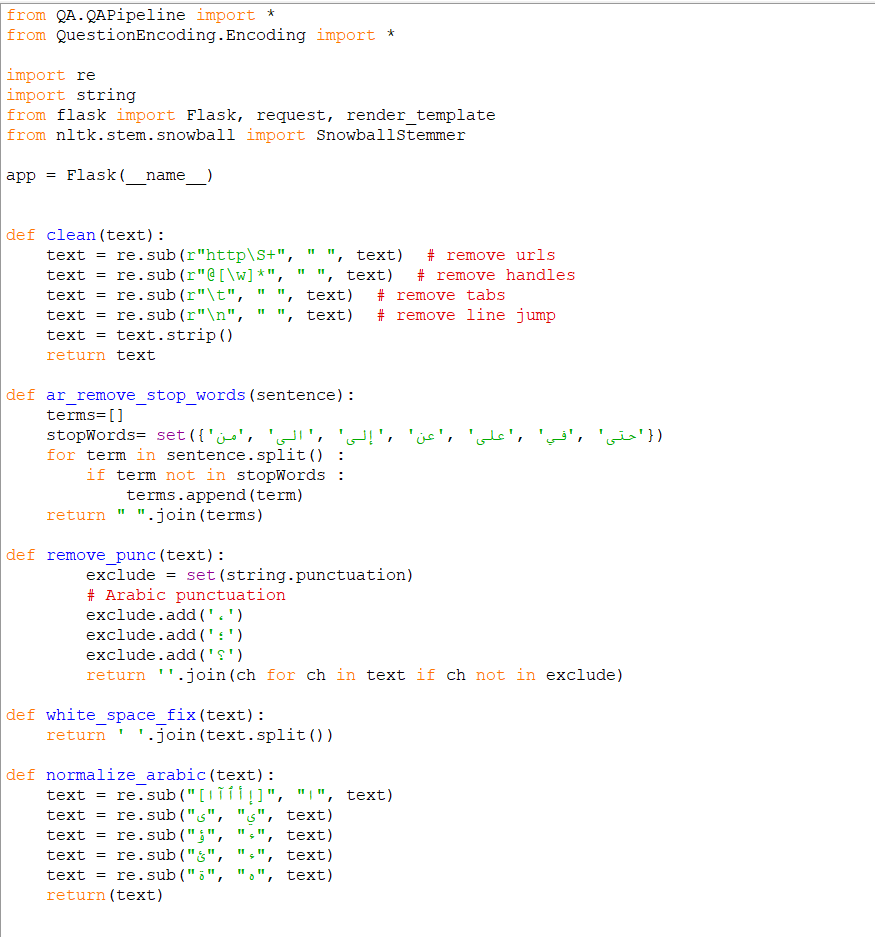 from QA.QAPipeline import *
from QuestionEncoding.Encoding import *
import re
import string
from flask import Flask, request, render_template
from nltk.stem.snowball import SnowballStemmer
app = Flask(__name__)
def clean(text):
    text = re.sub(r"http\S+", " ", text)  # remove urls
    text = re.sub(r"@[\w]*", " ", text)  # remove handles
    text = re.sub(r"\t", " ", text)  # remove tabs
    text = re.sub(r"\n", " ", text)  # remove line jump
    text = text.strip()
    return text
def ar_remove_stop_words(sentence):
    terms=[]
    stopWords= set({'من', 'الى', 'إلى', 'عن', 'على', 'في', 'حتى'})
    for term in sentence.split() :
        if term not in stopWords :
            terms.append(term)
    return " ".join(terms)
def remove_punc(text):
        exclude = set(string.punctuation)
        # Arabic punctuation
        exclude.add('،')
        exclude.add('؛')
        exclude.add('؟')
        return ''.join(ch for ch in text if ch not in exclude)
def white_space_fix(text):
    return ' '.join(text.split())
def normalize_arabic(text):
    text = re.sub("[إأٱآا]", "ا", text)
    text = re.sub("ى", "ي", text)
    text = re.sub("ؤ", "ء", text)
    text = re.sub("ئ", "ء", text)
    text = re.sub("ة", "ه", text)
    return(text)